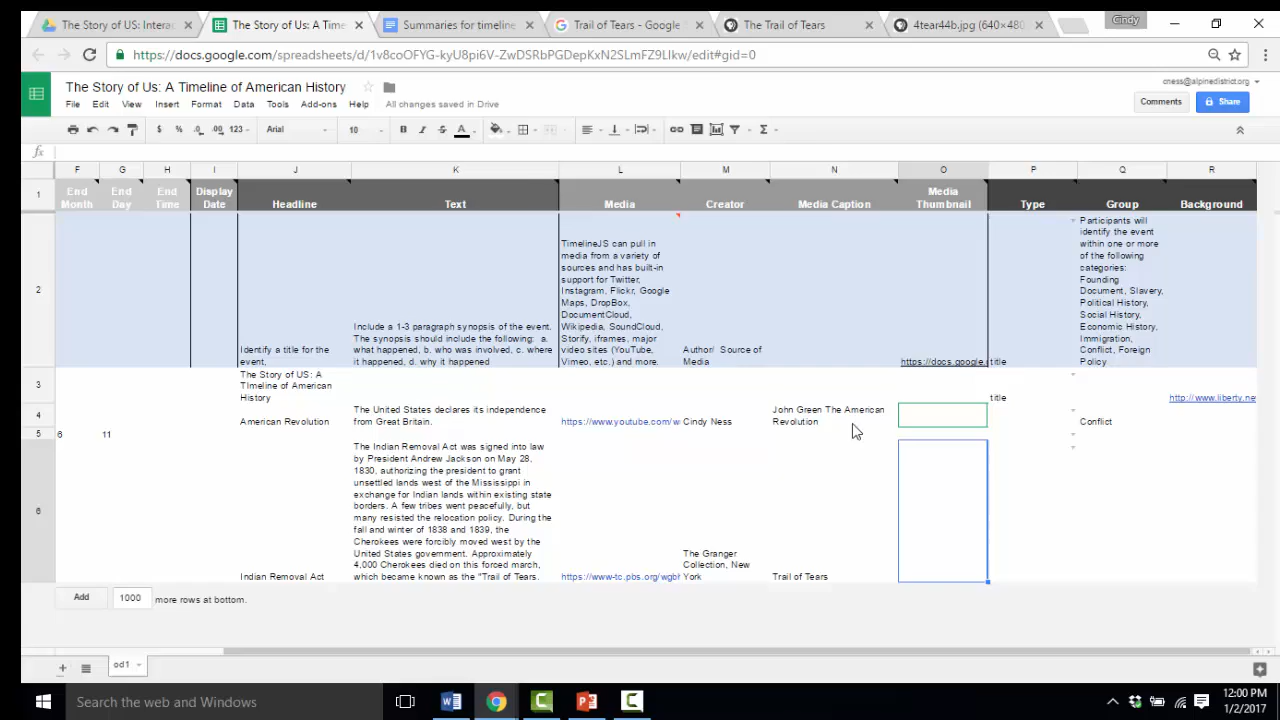 The Story of US: Intera
The Story of Us: A Time
Summaries for timeline
Trail of Tears - Google
The Trail of Tears
4tear44b.jpg (640×480
Cindy
https://docs.google.com/spreadsheets/d/1v8coOFYG-kyU8pi6V-ZwDSRbPGDepKxN2SLmFZ9LIkw/edit#gid=0
The Story of Us: A Timeline of American History
cness@alpinedistrict.org
File Edit View Insert Format Data Tools Add-ons Help All changes saved in Drive
Comments
Share
$ % .0 .00 123 Arial 10 B I S A Σ
fx
F G H I J K L M N O P Q R
1
End Month
End Day
End Time
Display Date
Headline
Text
Media
Creator
Media Caption
Media Thumbnail
Type
Group
Background
2
Identify a title for the
event,
Include a 1-3 paragraph synopsis of the event.
The synopsis should include the following: a.
what happened, b. who was involved, c. where
it happened, d. why it happened
TimelineJS can pull in
media from a variety of
sources and has built-in
support for Twitter,
Instagram, Flickr, Google
Maps, DropBox,
DocumentCloud,
Wikipedia, SoundCloud,
Storify, iframes, major
video sites (YouTube,
Vimeo, etc.) and more.
Author/ Source of
Media
https://docs.google.
title
Participants will
identify the event
within one or more
of the following
categories:
Founding
Document, Slavery,
Political History,
Social History,
Economic History,
Immigration,
Conflict, Foreign
Policy
3
The Story of US: A
TImeline of American
History
title
http://www.liberty.ne
4
American Revolution
The United States declares its independence
from Great Britain.
https://www.youtube.com/w
Cindy Ness
John Green The American
Revolution
Conflict
5
6
11
6
Indian Removal Act
The Indian Removal Act was signed into law
by President Andrew Jackson on May 28,
1830, authorizing the president to grant
unsettled lands west of the Mississippi in
exchange for Indian lands within existing state
borders. A few tribes went peacefully, but
many resisted the relocation policy. During the
fall and winter of 1838 and 1839, the
Cherokees were forcibly moved west by the
United States government. Approximately
4,000 Cherokees died on this forced march,
which became known as the "Trail of Tears.
https://www-tc.pbs.org/wgbh
The Granger
Collection, New
York
Trail of Tears
Add 1000 more rows at bottom.
od1
Search the web and Windows
12:00 PM
1/2/2017